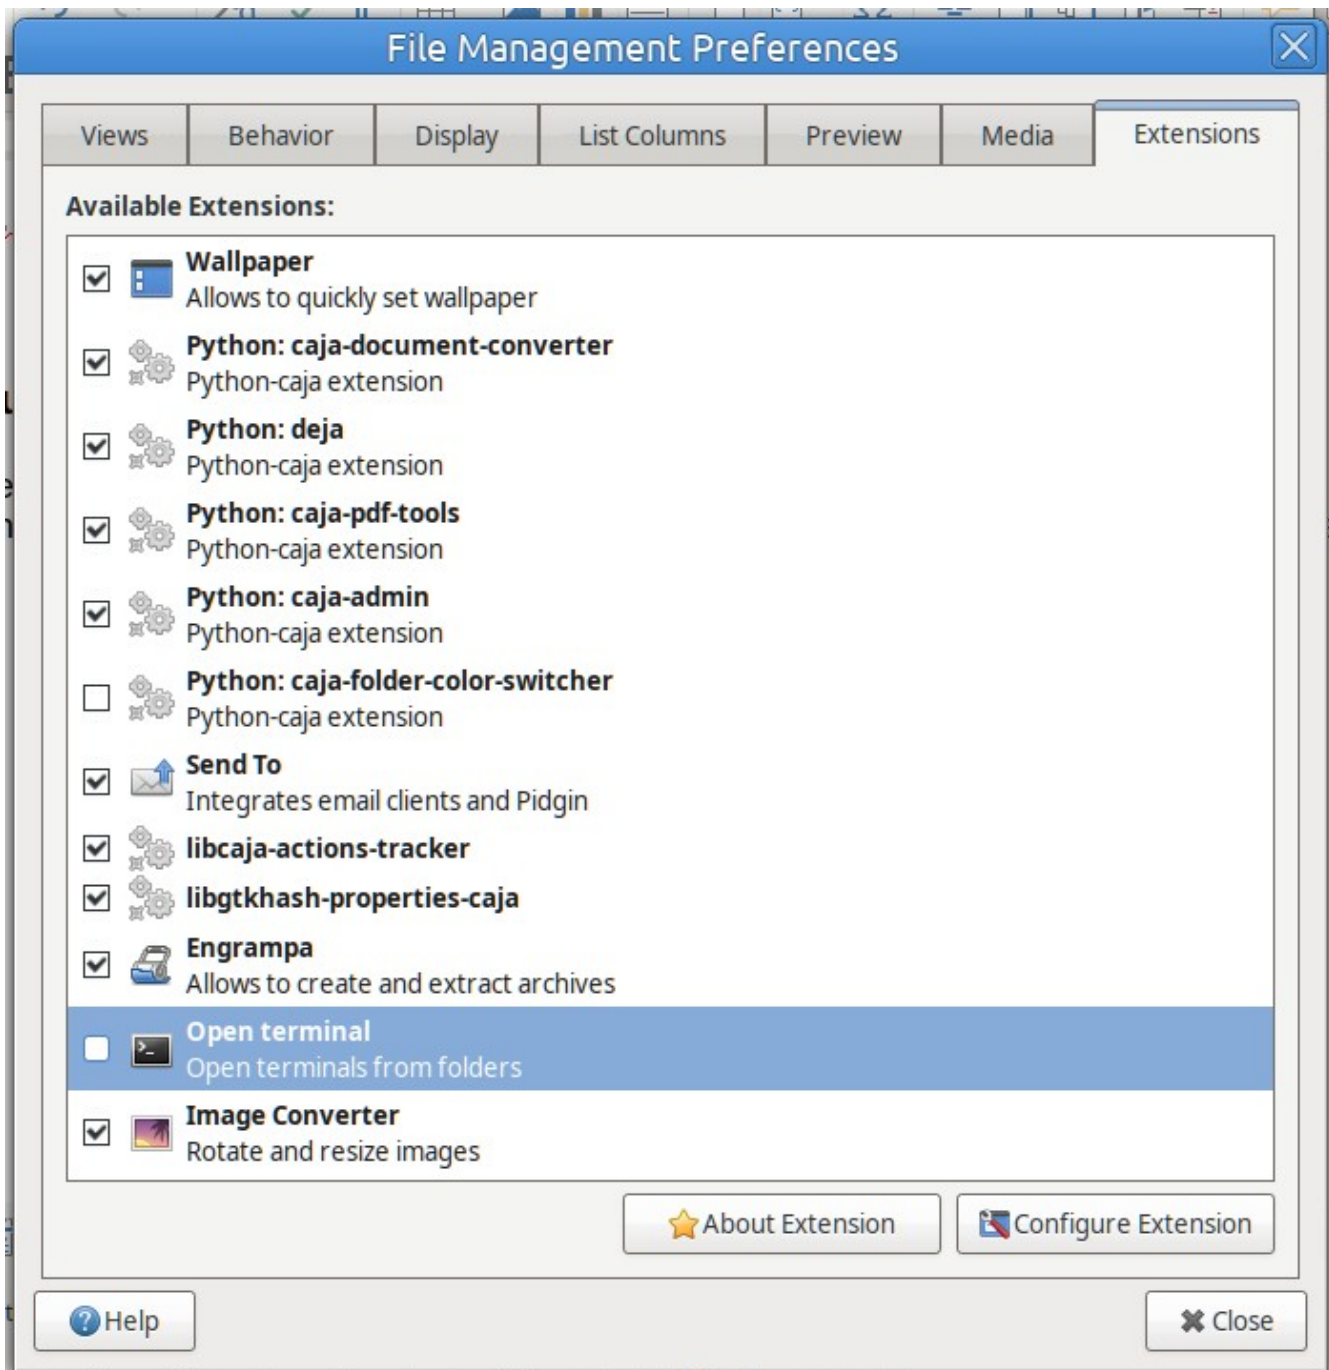 File Management Preferences
Views
Behavior
Display
List Columns
Preview
Media
Extensions
Available Extensions:
Wallpaper
Allows to quickly set wallpaper
Python: caja-document-converter
Python-caja extension
Python: deja
Python-caja extension
Python: caja-pdf-tools
Python-caja extension
Python: caja-admin
Python-caja extension
Python: caja-folder-color-switcher
Python-caja extension
Send To
Integrates email clients and Pidgin
libcaja-actions-tracker
libgtkhash-properties-caja
Engrampa
Allows to create and extract archives
Open terminal
Open terminals from folders
Image Converter
Rotate and resize images
About Extension
Configure Extension
Help
Close